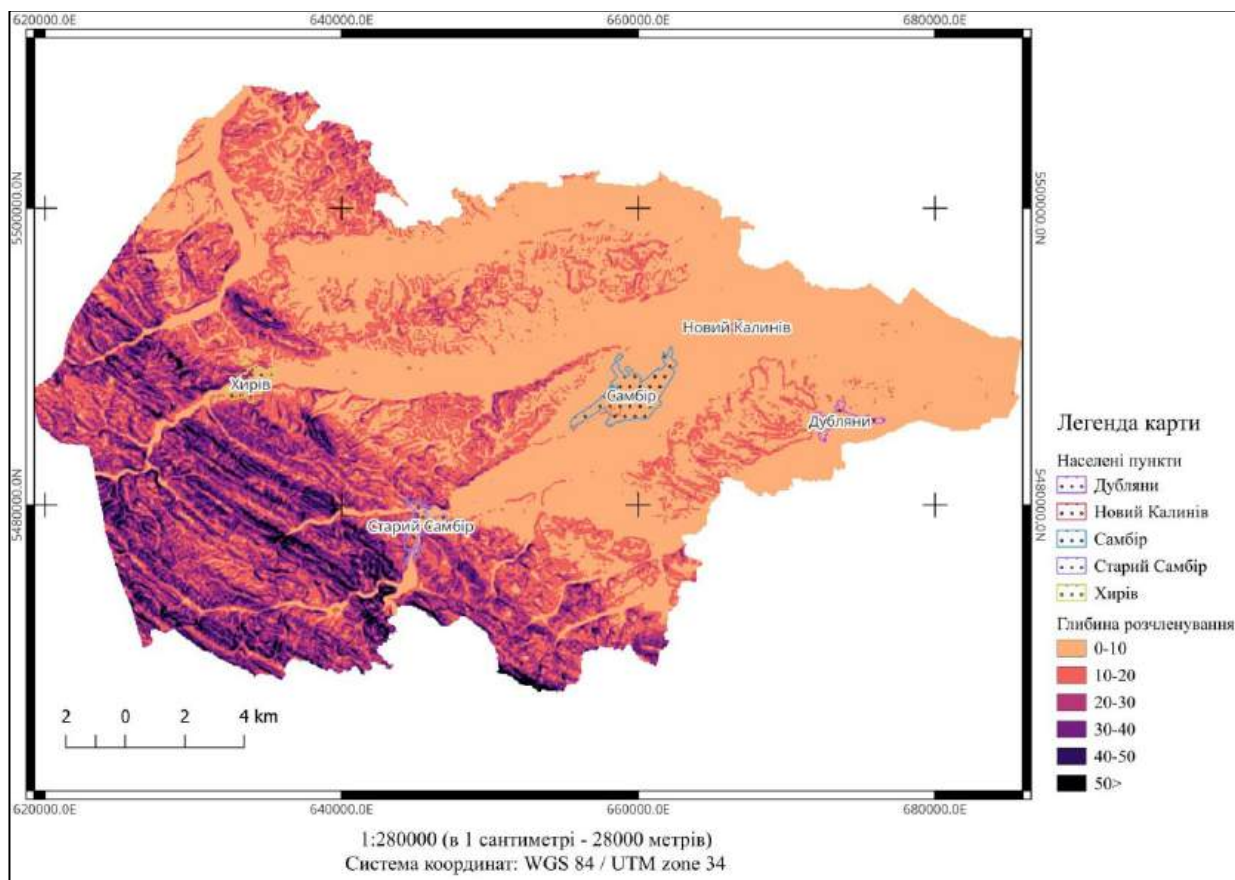 620000.0E 640000.0E 660000.0E 680000.0E
5500000.0N 5500000.0N
Новий Калинів
Хирів
Самбір
Дубляни
5480000.0N 5480000.0N
Старий Самбір
2 0 2 4 km
620000.0E 640000.0E 660000.0E 680000.0E
Легенда карти
Населені пункти
Дубляни
Новий Калинів
Самбір
Старий Самбір
Хирів
Глибина розчленування
0-10
10-20
20-30
30-40
40-50
50>
1:280000 (в 1 сантиметрі - 28000 метрів)
Система координат: WGS 84 / UTM zone 34